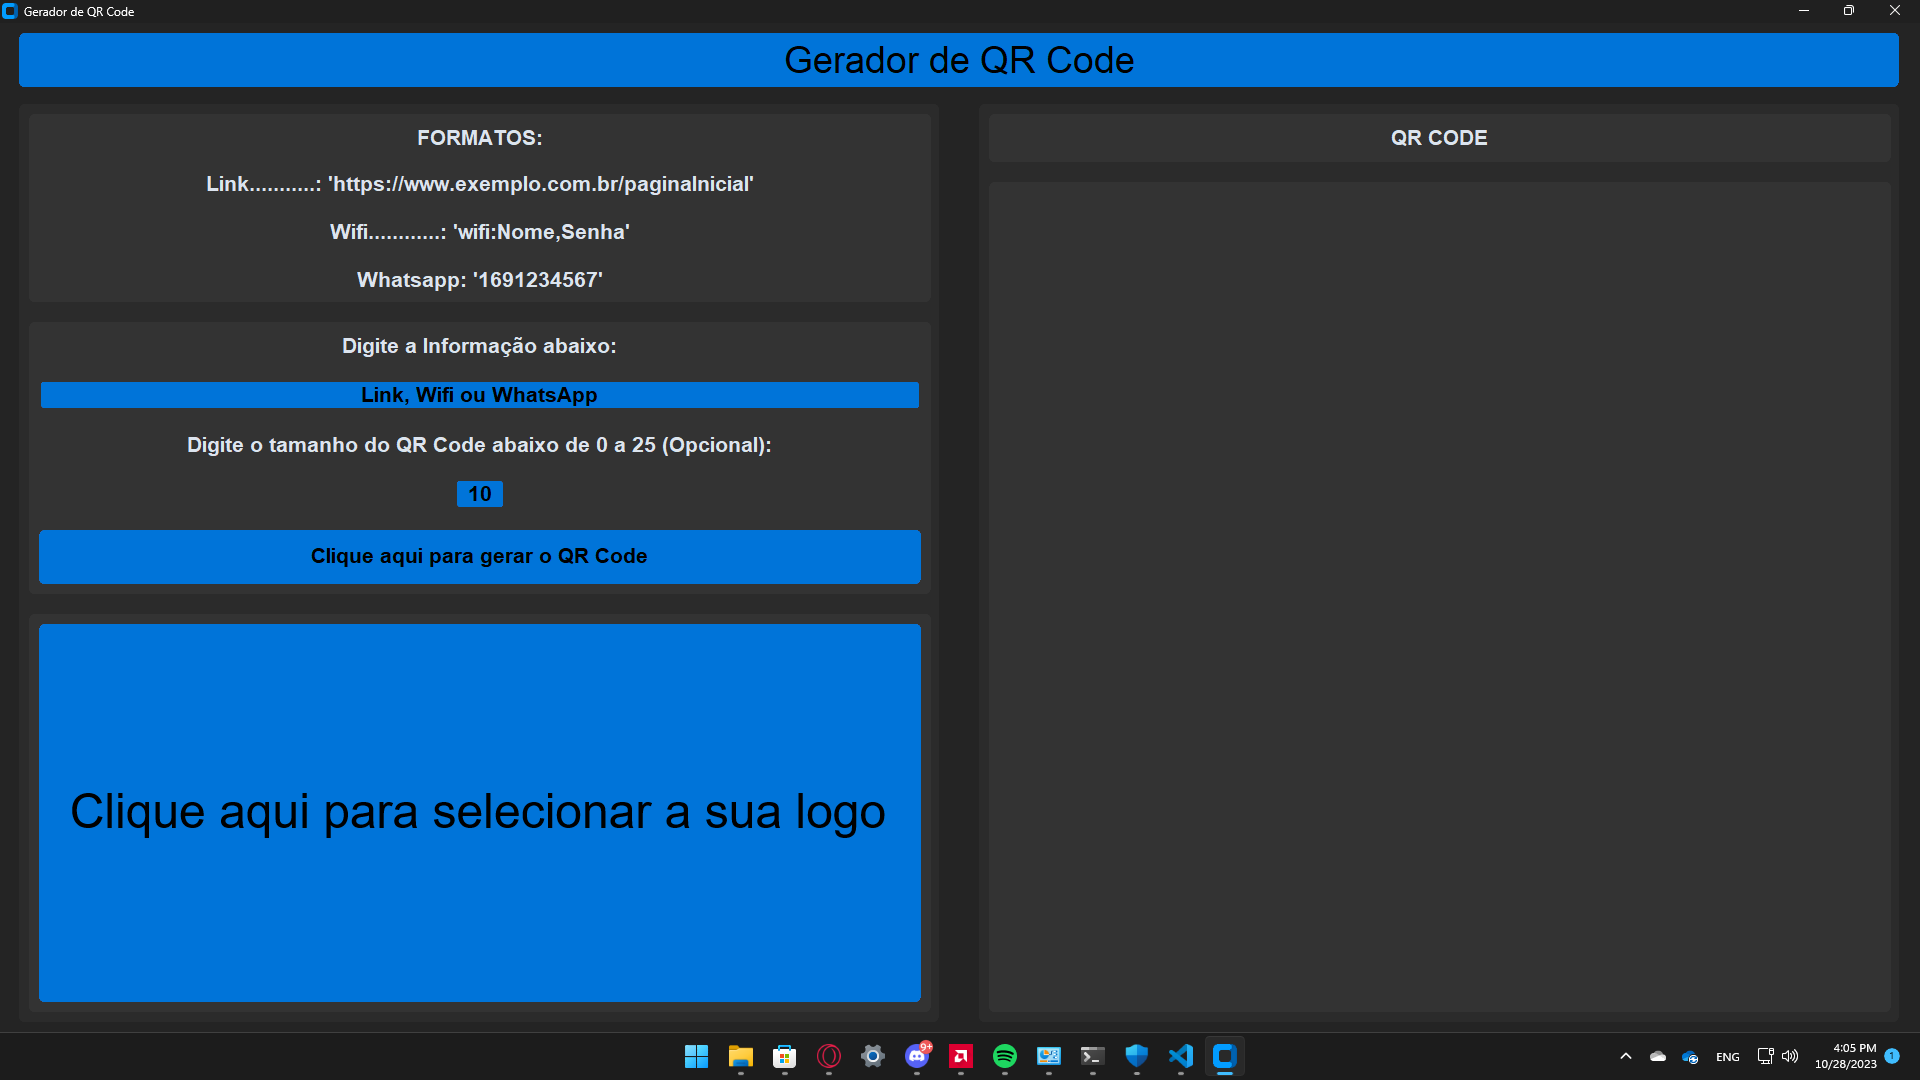 Gerador de QR Code
Gerador de QR Code
FORMATOS:
Link...........: 'https://www.exemplo.com.br/paginaInicial'
Wifi............: 'wifi:Nome,Senha'
Whatsapp: '1691234567'
Digite a Informação abaixo:
Link, Wifi ou WhatsApp
Digite o tamanho do QR Code abaixo de 0 a 25 (Opcional):
10
Clique aqui para gerar o QR Code
Clique aqui para selecionar a sua logo
QR CODE
9+
ENG
4:05 PM
10/28/2023
1